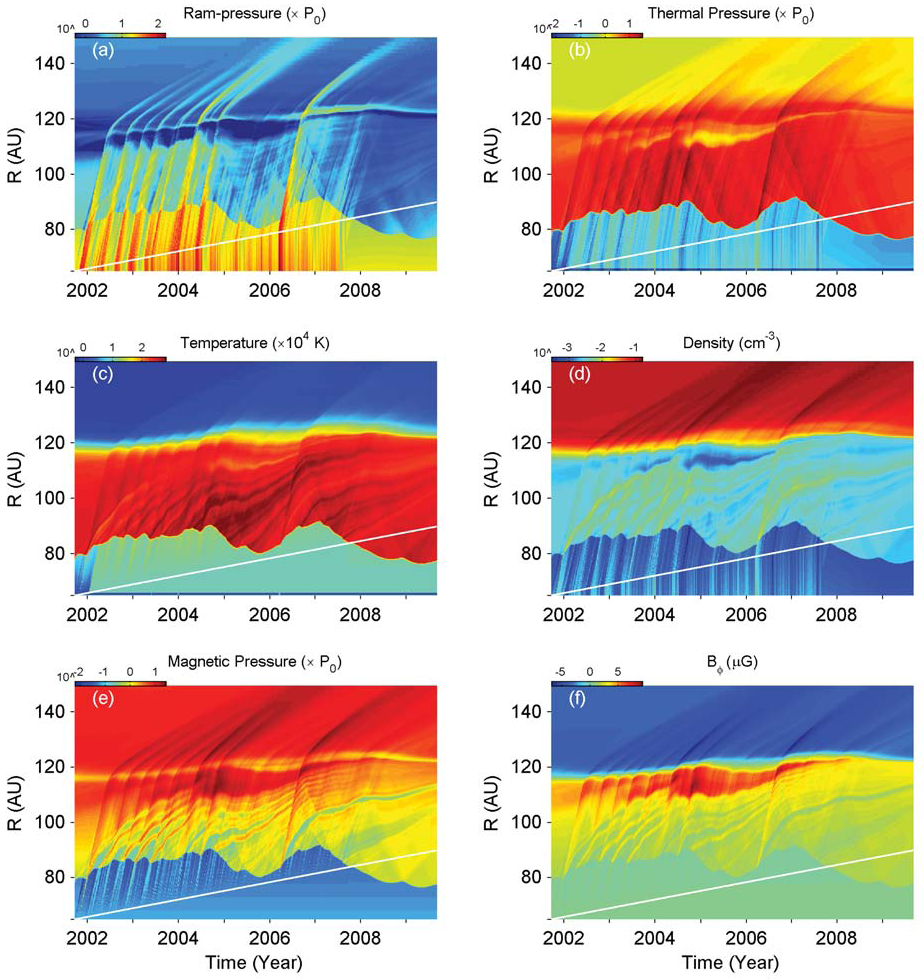 Ram-pressure (× P0)
10^ 0 1 2
(a)
R (AU)
140
120
100
80
2002 2004 2006 2008
Thermal Pressure (× P0)
10^ -2 -1 0 1
(b)
R (AU)
140
120
100
80
2002 2004 2006 2008
Temperature (×10⁴ K)
10^ 0 1 2
(c)
R (AU)
140
120
100
80
2002 2004 2006 2008
Density (cm⁻³)
10^ -3 -2 -1
(d)
R (AU)
140
120
100
80
2002 2004 2006 2008
Magnetic Pressure (× P0)
10^ -2 -1 0 1
(e)
R (AU)
140
120
100
80
2002 2004 2006 2008
Time (Year)
Bϕ (μG)
-5 0 5
(f)
R (AU)
140
120
100
80
2002 2004 2006 2008
Time (Year)